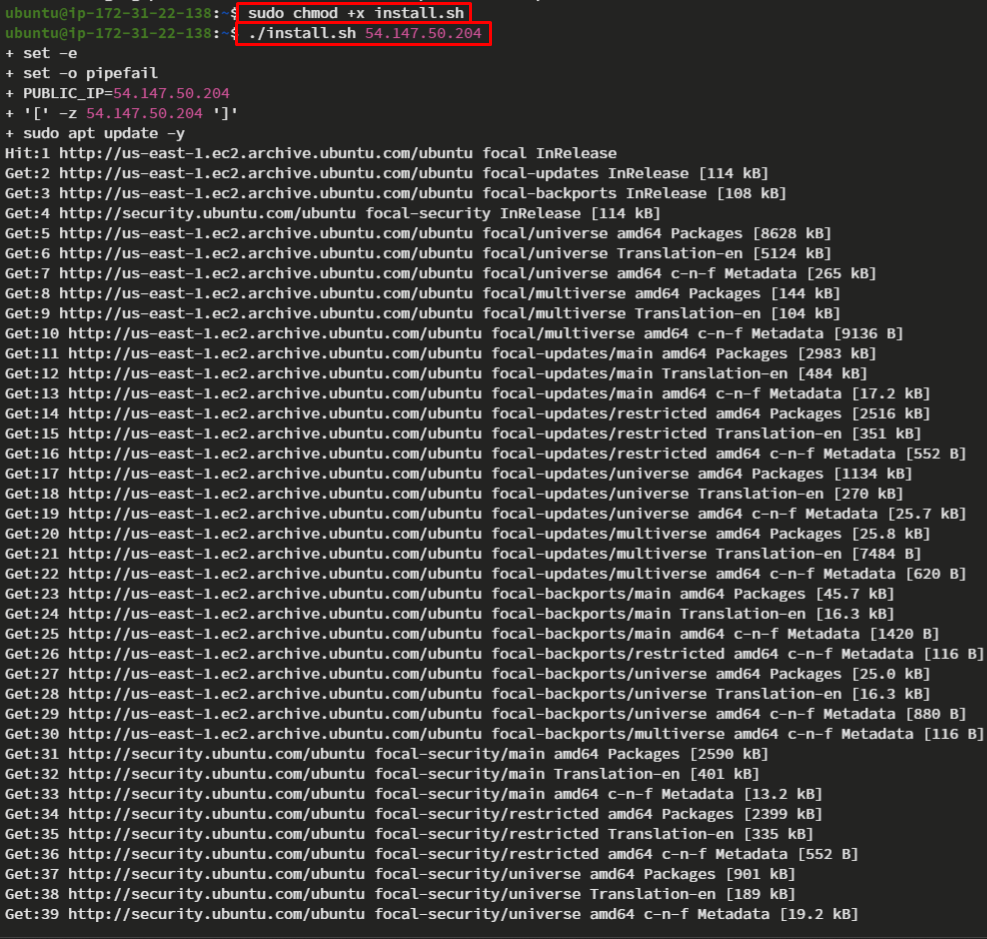 ubuntu@ip-172-31-22-138:~$ sudo chmod +x install.sh
ubuntu@ip-172-31-22-138:~$ ./install.sh 54.147.50.204
+ set -e
+ set -o pipefail
+ PUBLIC_IP=54.147.50.204
+ '[' -z 54.147.50.204 ']'
+ sudo apt update -y
Hit:1 http://us-east-1.ec2.archive.ubuntu.com/ubuntu focal InRelease
Get:2 http://us-east-1.ec2.archive.ubuntu.com/ubuntu focal-updates InRelease [114 kB]
Get:3 http://us-east-1.ec2.archive.ubuntu.com/ubuntu focal-backports InRelease [108 kB]
Get:4 http://security.ubuntu.com/ubuntu focal-security InRelease [114 kB]
Get:5 http://us-east-1.ec2.archive.ubuntu.com/ubuntu focal/universe amd64 Packages [8628 kB]
Get:6 http://us-east-1.ec2.archive.ubuntu.com/ubuntu focal/universe Translation-en [5124 kB]
Get:7 http://us-east-1.ec2.archive.ubuntu.com/ubuntu focal/universe amd64 c-n-f Metadata [265 kB]
Get:8 http://us-east-1.ec2.archive.ubuntu.com/ubuntu focal/multiverse amd64 Packages [144 kB]
Get:9 http://us-east-1.ec2.archive.ubuntu.com/ubuntu focal/multiverse Translation-en [104 kB]
Get:10 http://us-east-1.ec2.archive.ubuntu.com/ubuntu focal/multiverse amd64 c-n-f Metadata [9136 B]
Get:11 http://us-east-1.ec2.archive.ubuntu.com/ubuntu focal-updates/main amd64 Packages [2983 kB]
Get:12 http://us-east-1.ec2.archive.ubuntu.com/ubuntu focal-updates/main Translation-en [484 kB]
Get:13 http://us-east-1.ec2.archive.ubuntu.com/ubuntu focal-updates/main amd64 c-n-f Metadata [17.2 kB]
Get:14 http://us-east-1.ec2.archive.ubuntu.com/ubuntu focal-updates/restricted amd64 Packages [2516 kB]
Get:15 http://us-east-1.ec2.archive.ubuntu.com/ubuntu focal-updates/restricted Translation-en [351 kB]
Get:16 http://us-east-1.ec2.archive.ubuntu.com/ubuntu focal-updates/restricted amd64 c-n-f Metadata [552 B]
Get:17 http://us-east-1.ec2.archive.ubuntu.com/ubuntu focal-updates/universe amd64 Packages [1134 kB]
Get:18 http://us-east-1.ec2.archive.ubuntu.com/ubuntu focal-updates/universe Translation-en [270 kB]
Get:19 http://us-east-1.ec2.archive.ubuntu.com/ubuntu focal-updates/universe amd64 c-n-f Metadata [25.7 kB]
Get:20 http://us-east-1.ec2.archive.ubuntu.com/ubuntu focal-updates/multiverse amd64 Packages [25.8 kB]
Get:21 http://us-east-1.ec2.archive.ubuntu.com/ubuntu focal-updates/multiverse Translation-en [7484 B]
Get:22 http://us-east-1.ec2.archive.ubuntu.com/ubuntu focal-updates/multiverse amd64 c-n-f Metadata [620 B]
Get:23 http://us-east-1.ec2.archive.ubuntu.com/ubuntu focal-backports/main amd64 Packages [45.7 kB]
Get:24 http://us-east-1.ec2.archive.ubuntu.com/ubuntu focal-backports/main Translation-en [16.3 kB]
Get:25 http://us-east-1.ec2.archive.ubuntu.com/ubuntu focal-backports/main amd64 c-n-f Metadata [1420 B]
Get:26 http://us-east-1.ec2.archive.ubuntu.com/ubuntu focal-backports/restricted amd64 c-n-f Metadata [116 B]
Get:27 http://us-east-1.ec2.archive.ubuntu.com/ubuntu focal-backports/universe amd64 Packages [25.0 kB]
Get:28 http://us-east-1.ec2.archive.ubuntu.com/ubuntu focal-backports/universe Translation-en [16.3 kB]
Get:29 http://us-east-1.ec2.archive.ubuntu.com/ubuntu focal-backports/universe amd64 c-n-f Metadata [880 B]
Get:30 http://us-east-1.ec2.archive.ubuntu.com/ubuntu focal-backports/multiverse amd64 c-n-f Metadata [116 B]
Get:31 http://security.ubuntu.com/ubuntu focal-security/main amd64 Packages [2590 kB]
Get:32 http://security.ubuntu.com/ubuntu focal-security/main Translation-en [401 kB]
Get:33 http://security.ubuntu.com/ubuntu focal-security/main amd64 c-n-f Metadata [13.2 kB]
Get:34 http://security.ubuntu.com/ubuntu focal-security/restricted amd64 Packages [2399 kB]
Get:35 http://security.ubuntu.com/ubuntu focal-security/restricted Translation-en [335 kB]
Get:36 http://security.ubuntu.com/ubuntu focal-security/restricted amd64 c-n-f Metadata [552 B]
Get:37 http://security.ubuntu.com/ubuntu focal-security/universe amd64 Packages [901 kB]
Get:38 http://security.ubuntu.com/ubuntu focal-security/universe Translation-en [189 kB]
Get:39 http://security.ubuntu.com/ubuntu focal-security/universe amd64 c-n-f Metadata [19.2 kB]